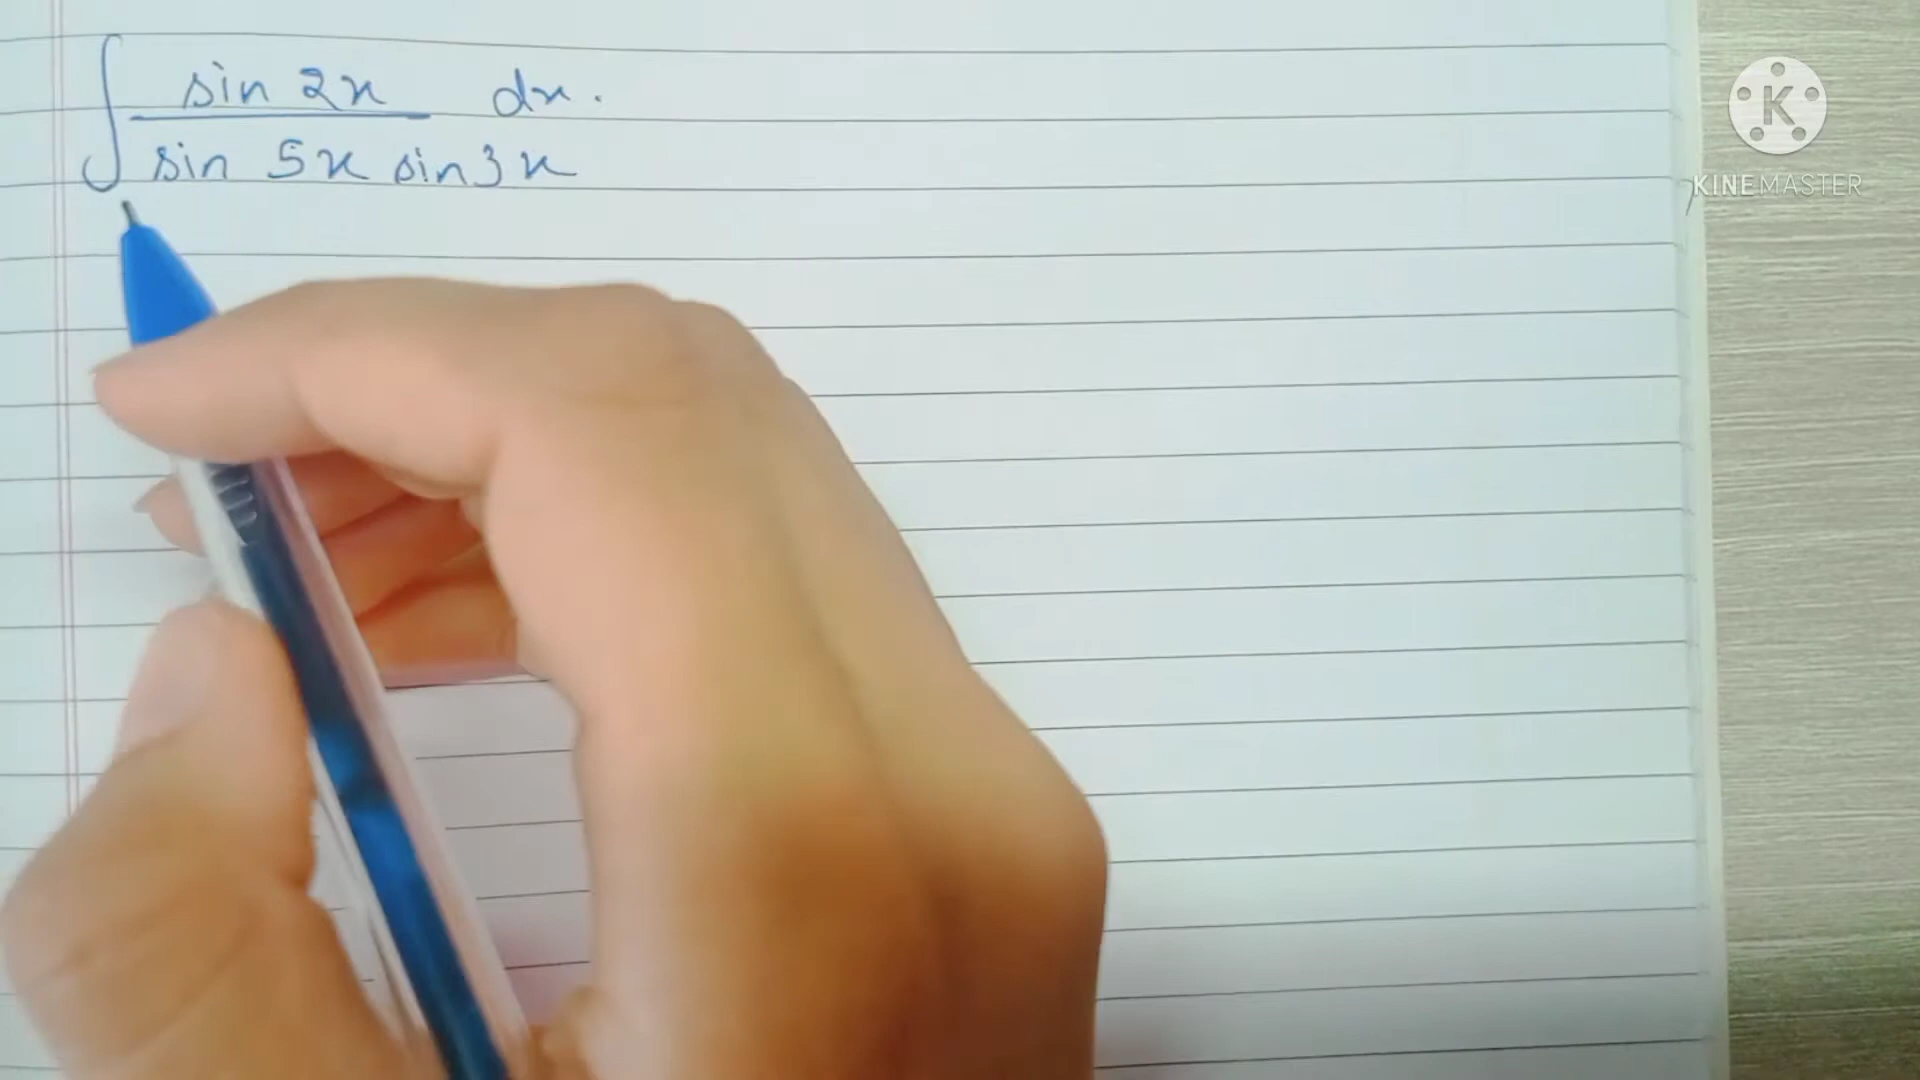 ∫ sin 2x dx.
sin 5x sin 3x
K
KINEMASTER